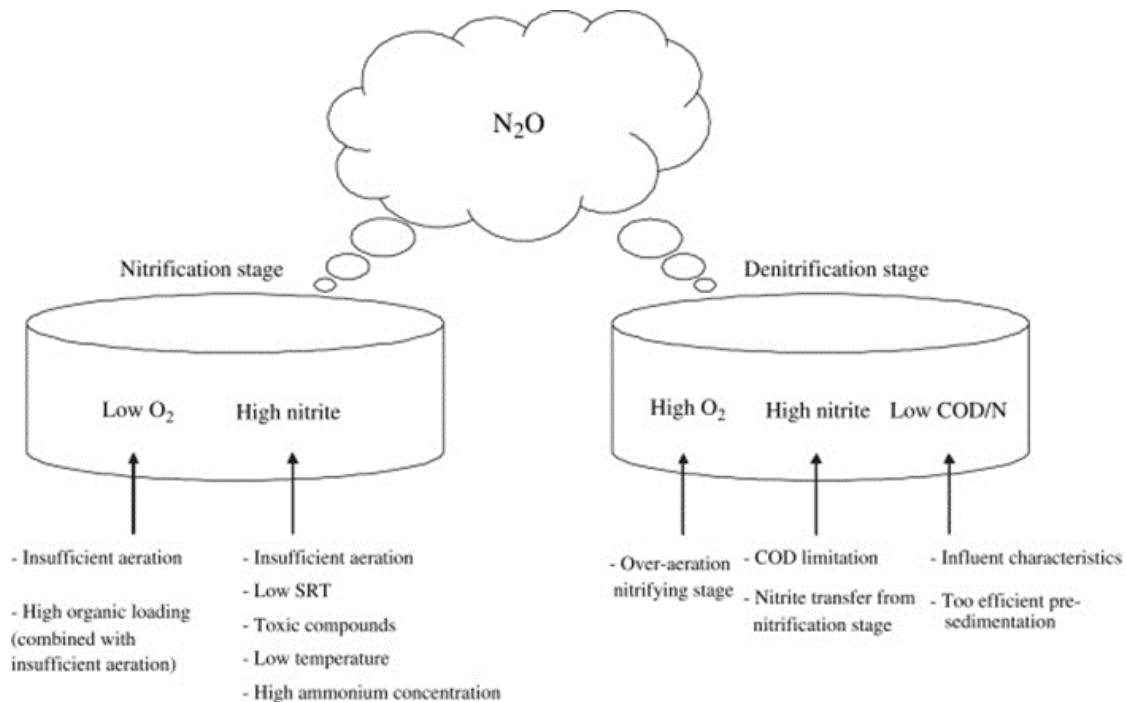 N₂O
Nitrification stage
Denitrification stage
Low O₂
High nitrite
High O₂
High nitrite
Low COD/N
- Insufficient aeration
- High organic loading
(combined with
insufficient aeration)
- Insufficient aeration
- Low SRT
- Toxic compounds
- Low temperature
- High ammonium concentration
- Over-aeration
nitrifying stage
- COD limitation
- Nitrite transfer from
nitrification stage
- Influent characteristics
- Too efficient pre-
sedimentation